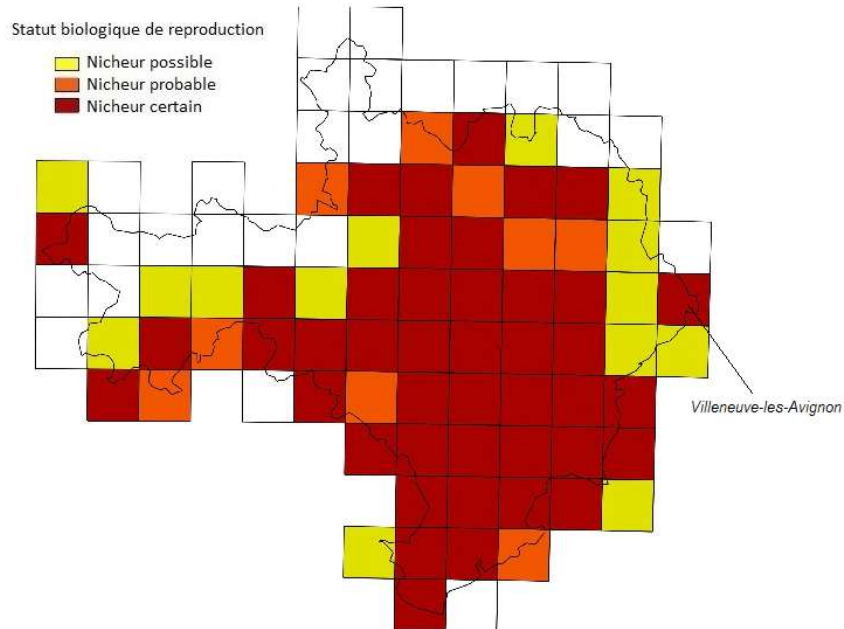 Statut biologique de reproduction
Nicheur possible
Nicheur probable
Nicheur certain
Villeneuve-les-Avignon